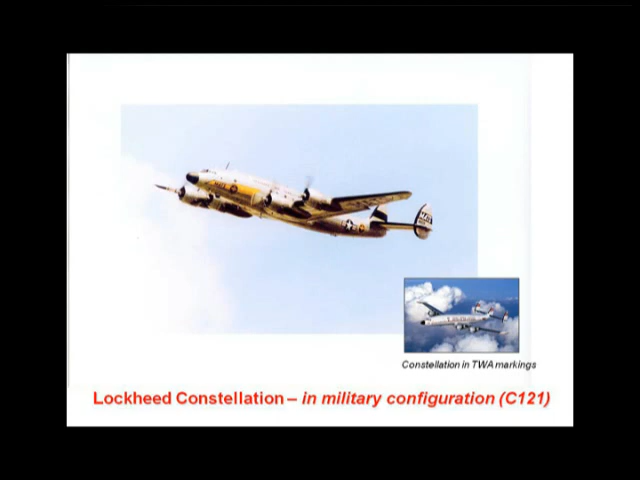 Constellation in TWA markings
Lockheed Constellation – in military configuration (C121)